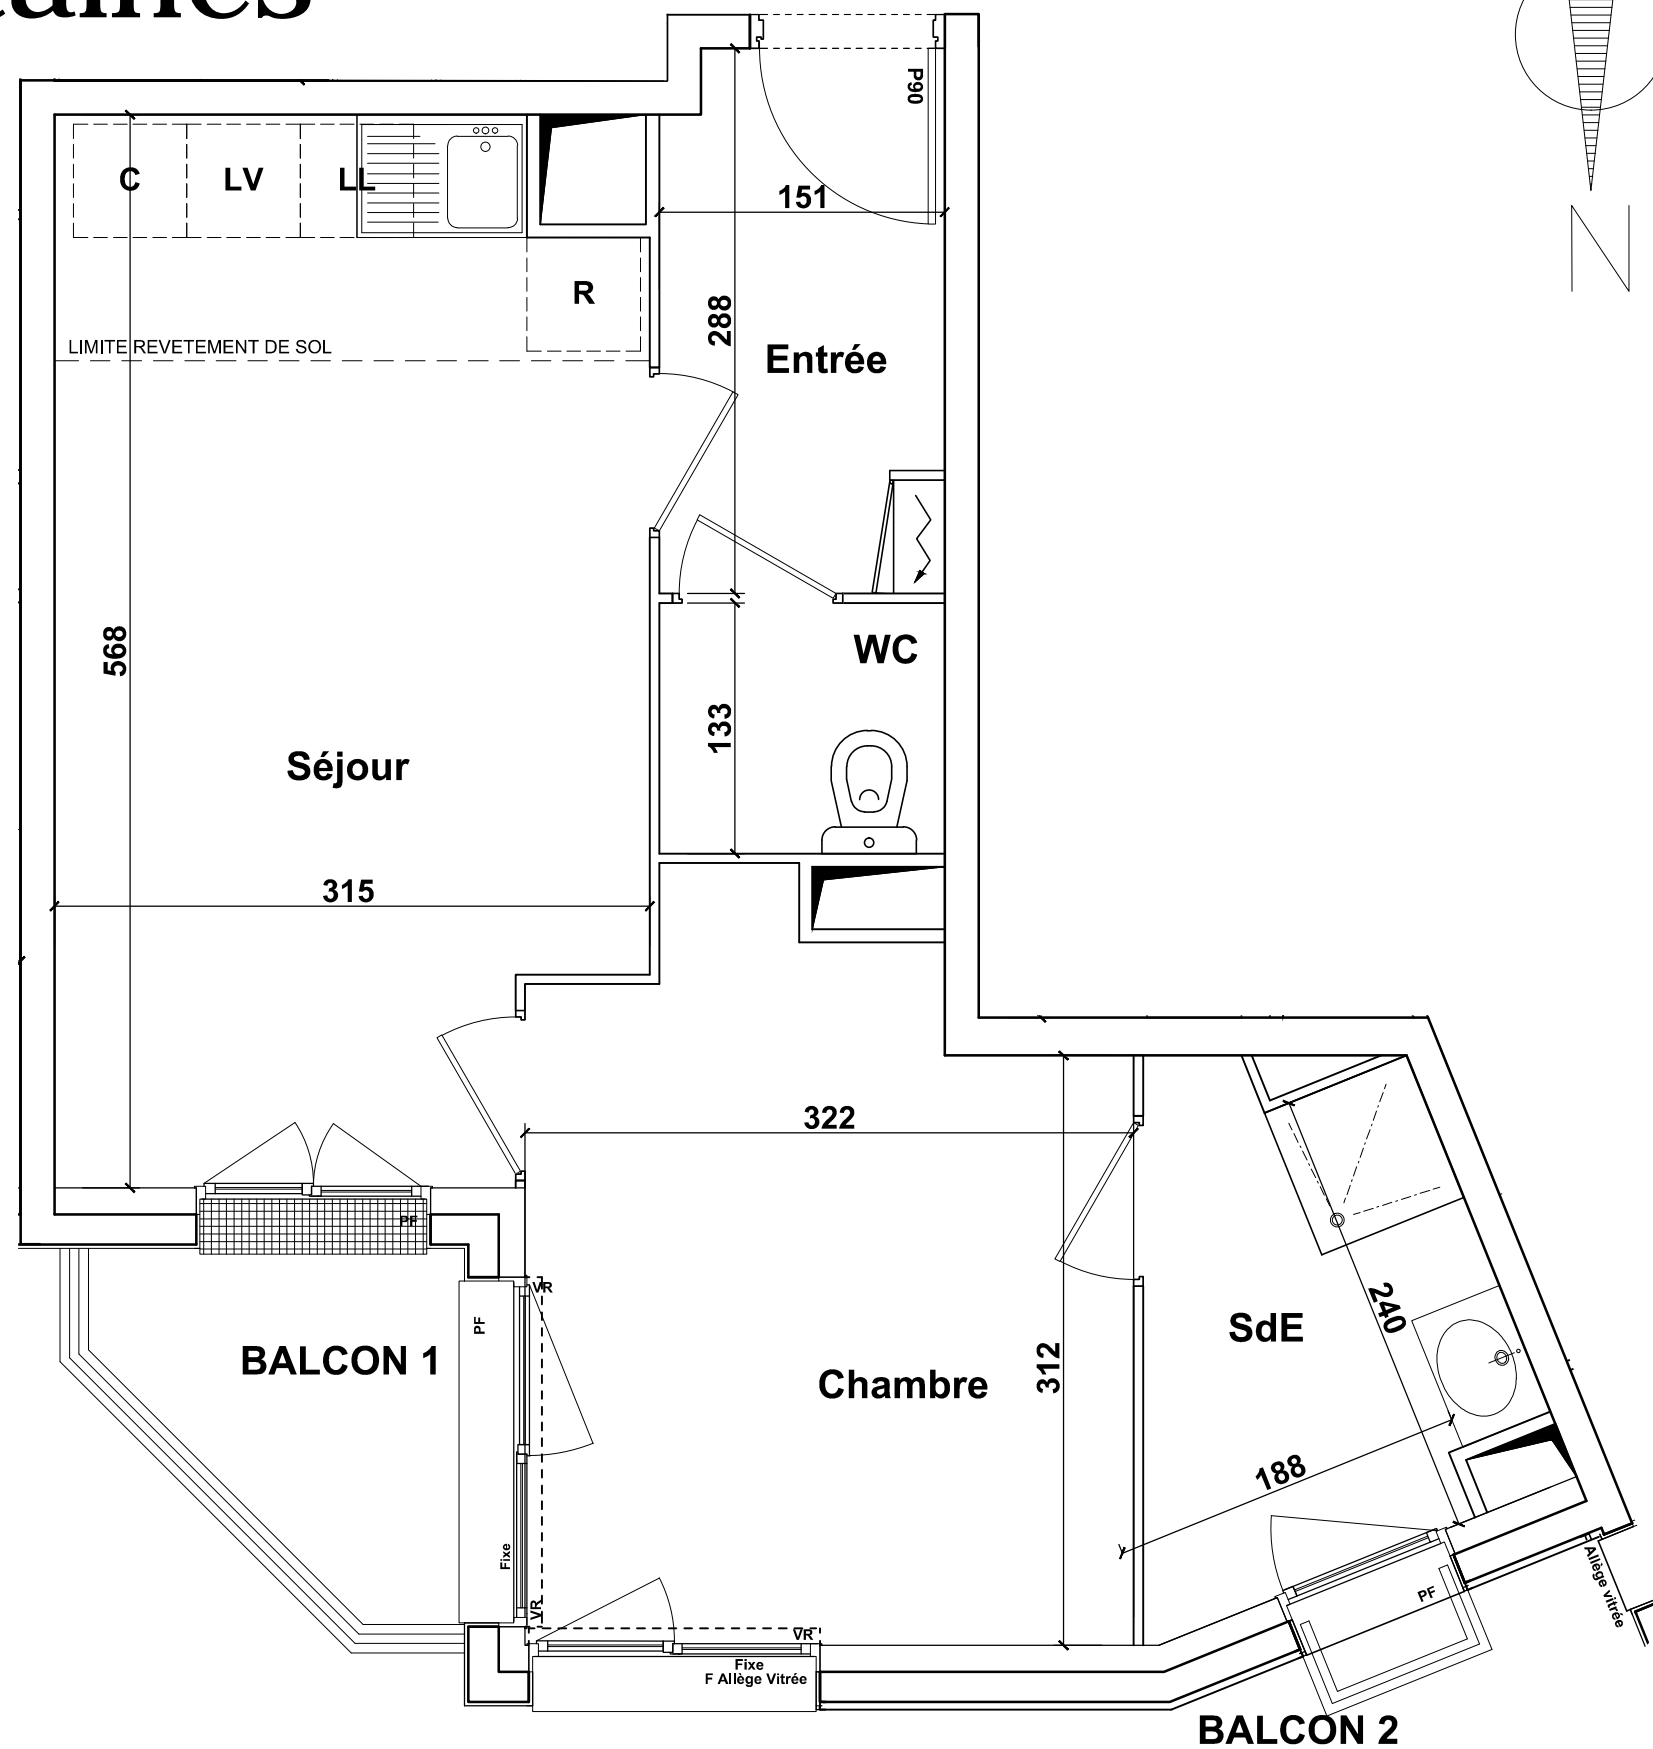 P90
C LV LL
151
R
288
LIMITE REVETEMENT DE SOL
Entrée
N
568
WC
133
Séjour
315
322
PF
VR
PF
BALCON 1
240
SdE
312
Chambre
188
Fixe
VR
VR
Fixe
F Allège Vitrée
PF
Allège vitrée
BALCON 2